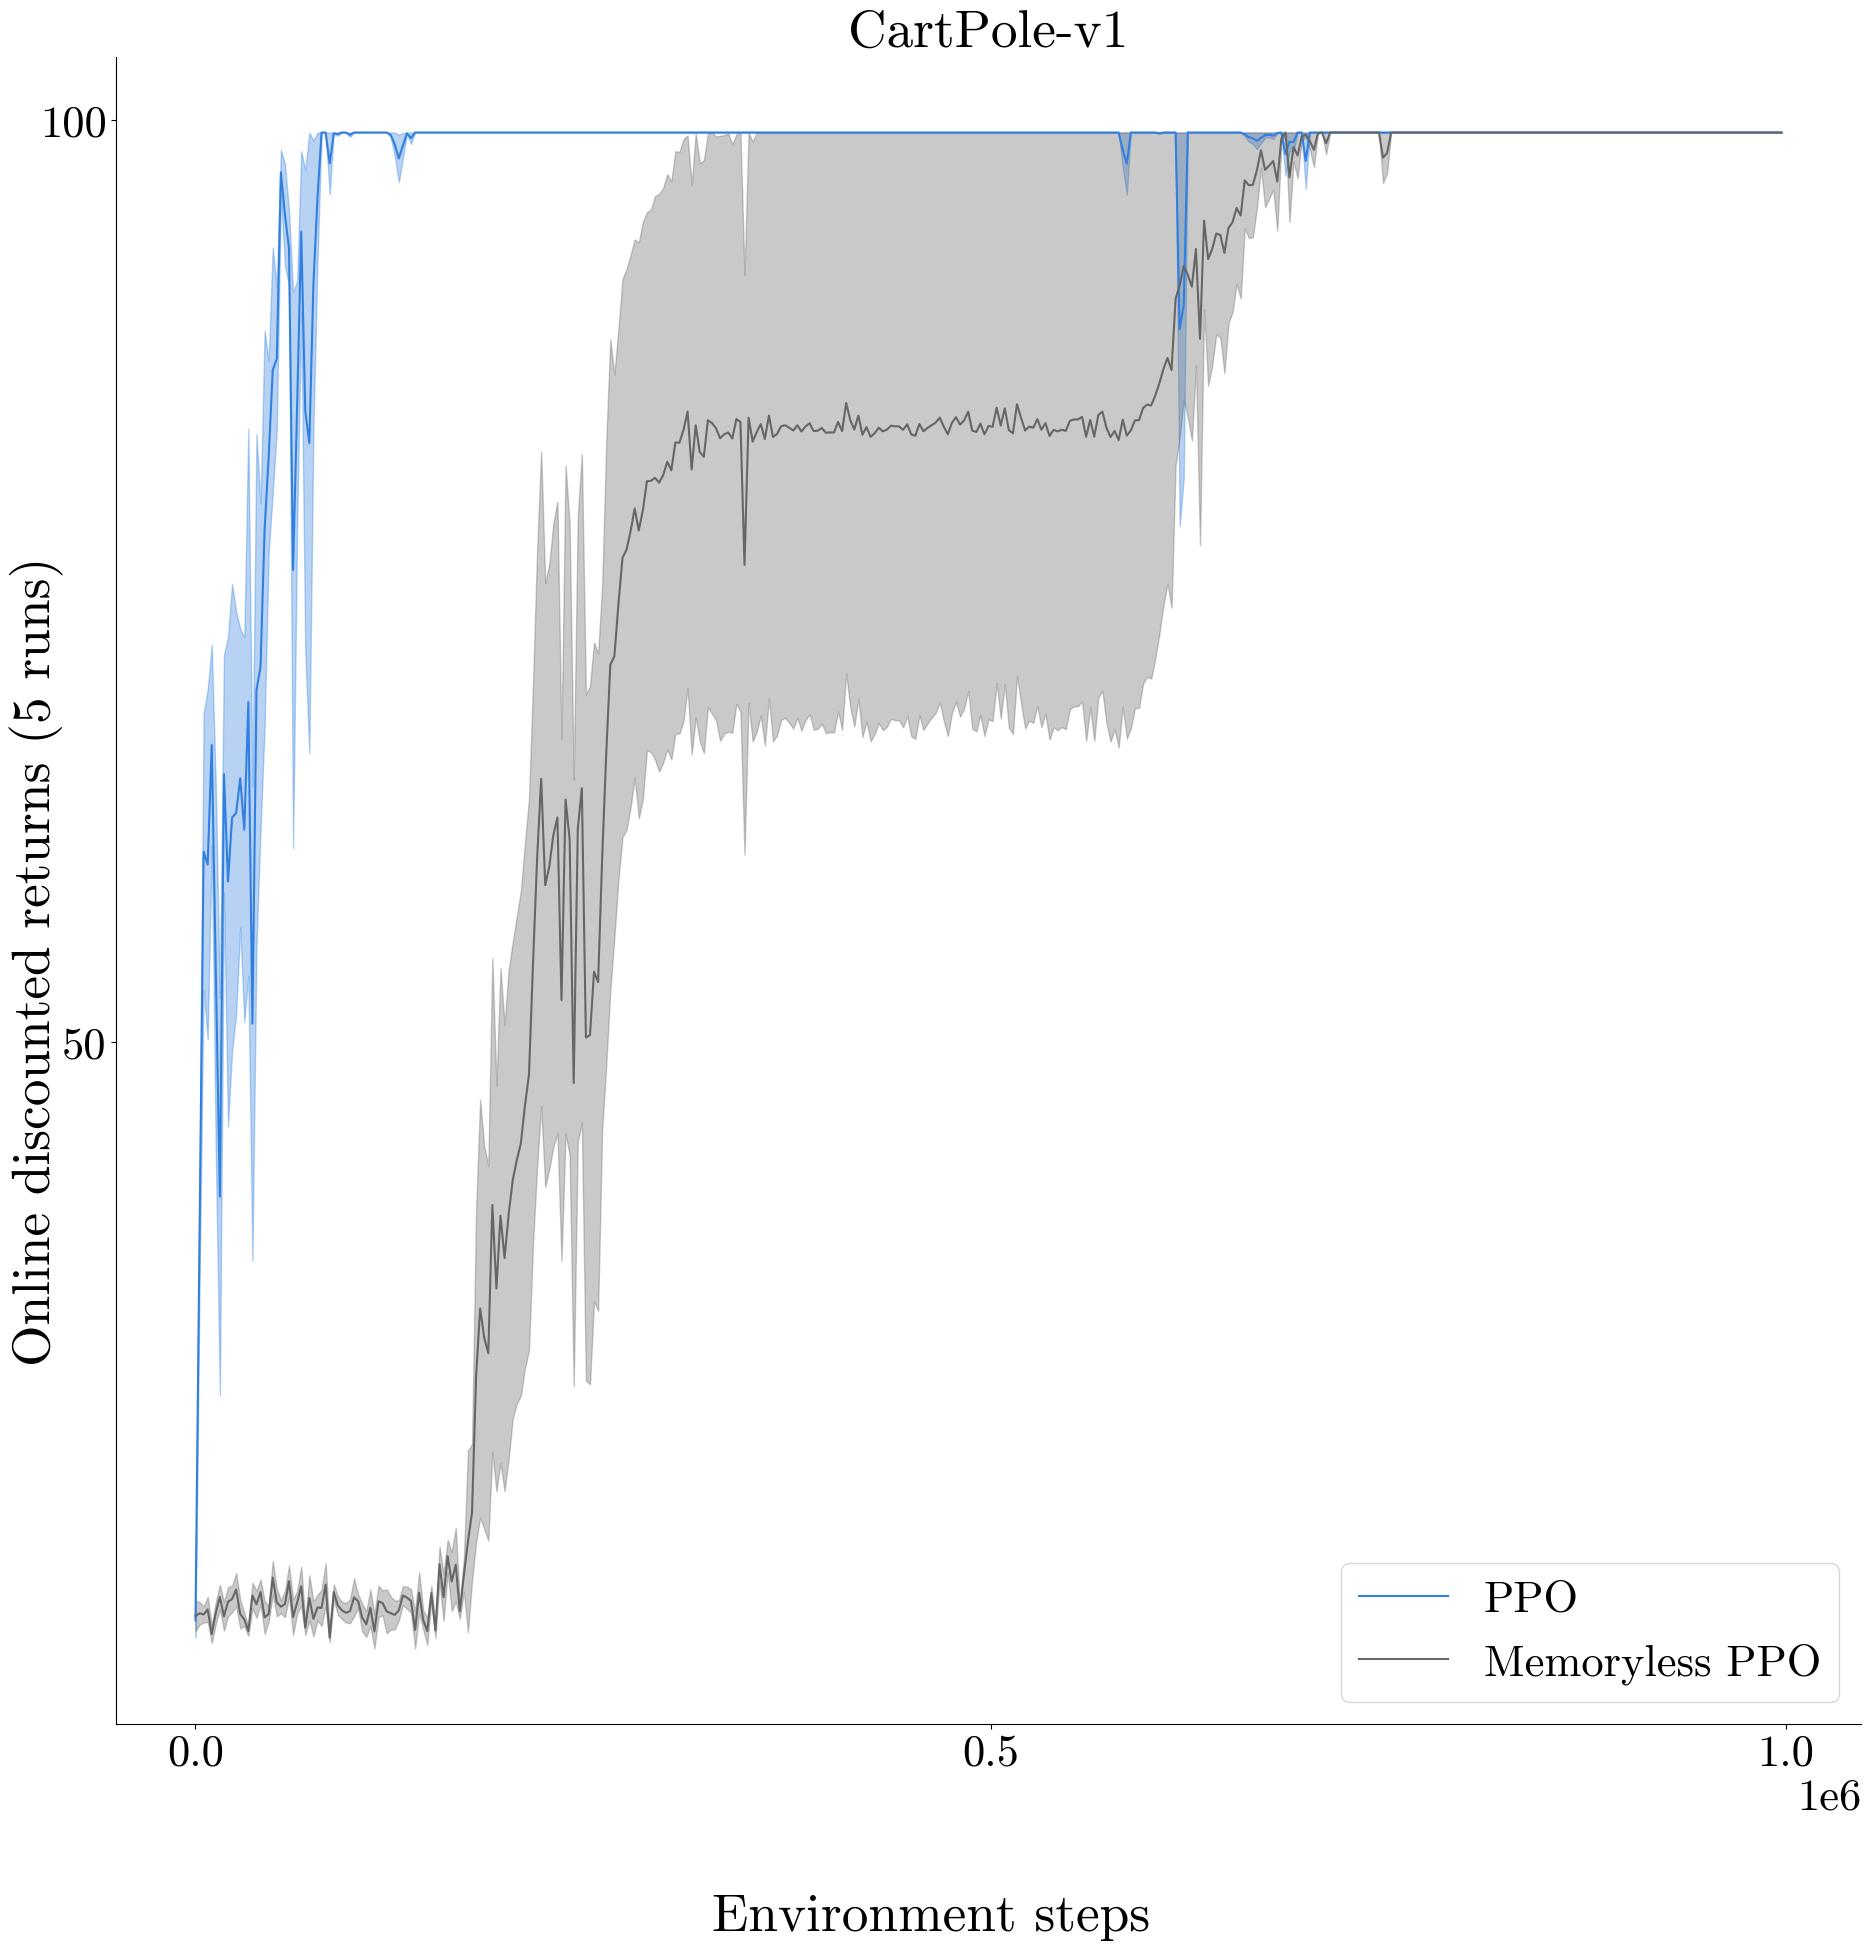 CartPole-v1
100
50
Online discounted returns (5 runs)
PPO
Memoryless PPO
0.0
0.5
1.0
1e6
Environment steps